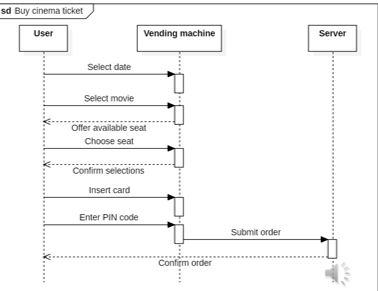 sd Buy cinema ticket
User
Vending machine
Server
Select date
Select movie
Offer available seat
Choose seat
Confirm selections
Insert card
Enter PIN code
Submit order
Confirm order